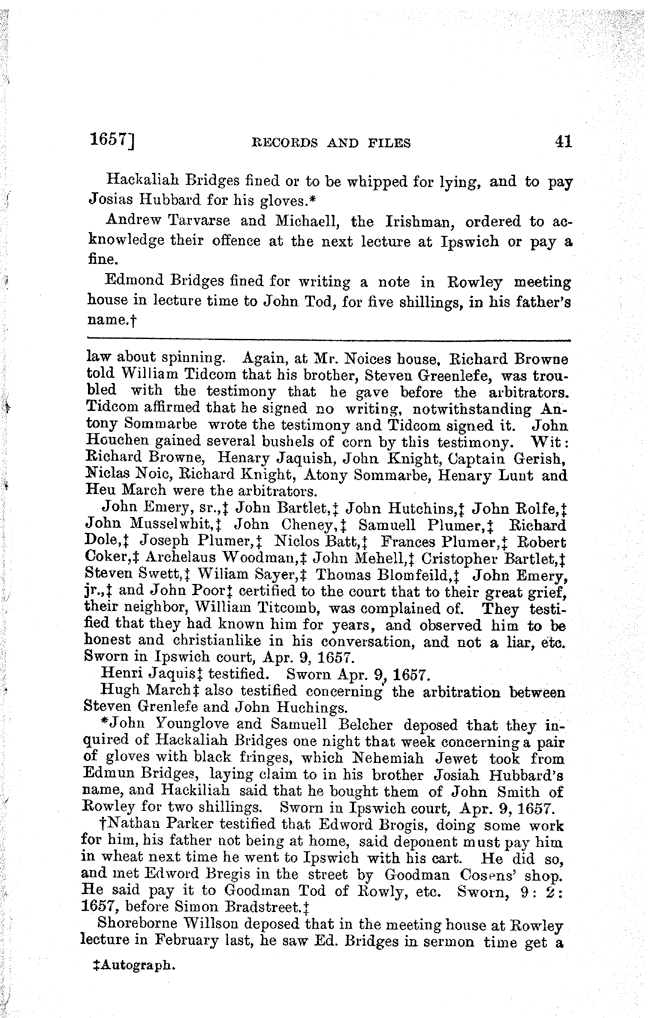 1657] RECORDS AND FILES 41
Hackaliah Bridges fined or to be whipped for lying, and to pay
Josias Hubbard for his gloves.*
Andrew Tarvarse and Michaell, the Irishman, ordered to ac-
knowledge their offence at the next lecture at Ipswich or pay a
fine.
Edmond Bridges fined for writing a note in Rowley meeting
house in lecture time to John Tod, for five shillings, in his father's
name.†
law about spinning. Again, at Mr. Noices house, Richard Browne
told William Tidcom that his brother, Steven Greenlefe, was trou-
bled with the testimony that he gave before the arbitrators.
Tidcom affirmed that he signed no writing, notwithstanding An-
tony Sommarbe wrote the testimony and Tidcom signed it. John
Houchen gained several bushels of corn by this testimony. Wit:
Richard Browne, Henary Jaquish, John Knight, Captain Gerish,
Niclas Noic, Richard Knight, Atony Sommarbe, Henary Lunt and
Heu March were the arbitrators.
John Emery, sr.,‡ John Bartlet,‡ John Hutchins,‡ John Rolfe,‡
John Musselwhit,‡ John Cheney,‡ Samuell Plumer,‡ Richard
Dole,‡ Joseph Plumer,‡ Niclos Batt,‡ Frances Plumer,‡ Robert
Coker,‡ Archelaus Woodman,‡ John Mehell,‡ Cristopher Bartlet,‡
Steven Swett,‡ Wiliam Sayer,‡ Thomas Blomfeild,‡ John Emery,
jr.,‡ and John Poor‡ certified to the court that to their great grief,
their neighbor, William Titcomb, was complained of. They testi-
fied that they had known him for years, and observed him to be
honest and christianlike in his conversation, and not a liar, etc.
Sworn in Ipswich court, Apr. 9, 1657.
Henri Jaquis‡ testified. Sworn Apr. 9, 1657.
Hugh March‡ also testified concerning the arbitration between
Steven Grenlefe and John Huchings.
*John Younglove and Samuell Belcher deposed that they in-
quired of Hackaliah Bridges one night that week concerning a pair
of gloves with black fringes, which Nehemiah Jewet took from
Edmun Bridges, laying claim to in his brother Josiah Hubbard's
name, and Hackiliah said that he bought them of John Smith of
Rowley for two shillings. Sworn in Ipswich court, Apr. 9, 1657.
†Nathan Parker testified that Edword Brogis, doing some work
for him, his father not being at home, said deponent must pay him
in wheat next time he went to Ipswich with his cart. He did so,
and met Edword Bregis in the street by Goodman Cosens' shop.
He said pay it to Goodman Tod of Rowly, etc. Sworn, 9 : 2 :
1657, before Simon Bradstreet.‡
Shoreborne Willson deposed that in the meeting house at Rowley
lecture in February last, he saw Ed. Bridges in sermon time get a
‡Autograph.